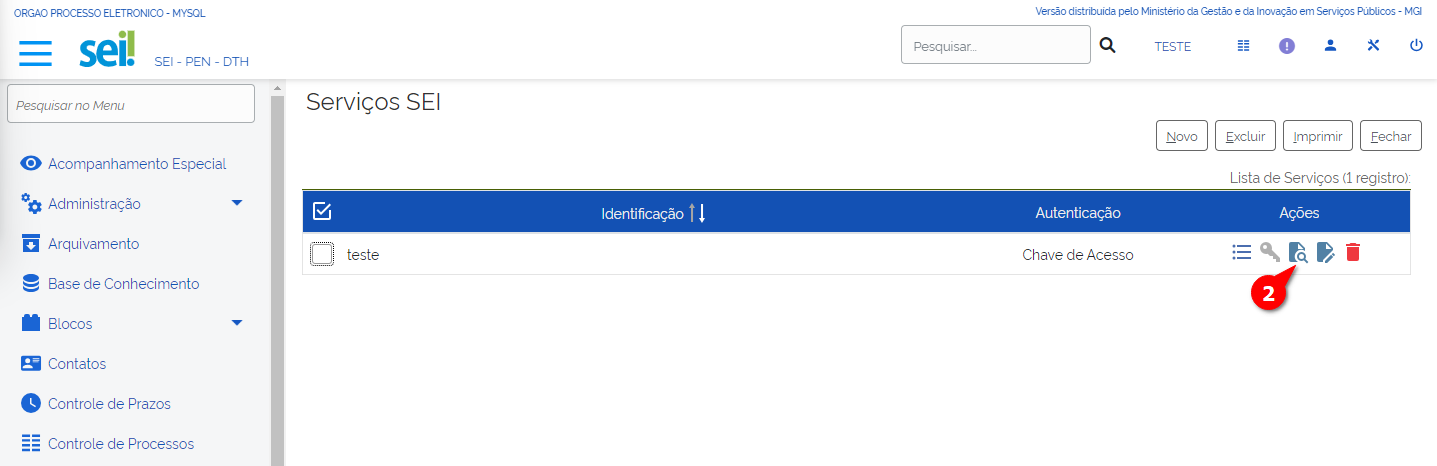 ORGAO PROCESSO ELETRONICO - MYSQL
Versão distribuída pelo Ministério da Gestão e da Inovação em Serviços Públicos - MGI
sei!
SEI - PEN - DTH
Pesquisar...
TESTE
Pesquisar no Menu
Acompanhamento Especial
Administração
Arquivamento
Base de Conhecimento
Blocos
Contatos
Controle de Prazos
Controle de Processos
Serviços SEI
Novo
Excluir
Imprimir
Fechar
Lista de Serviços (1 registro):
Identificação
Autenticação
Ações
teste
Chave de Acesso
2